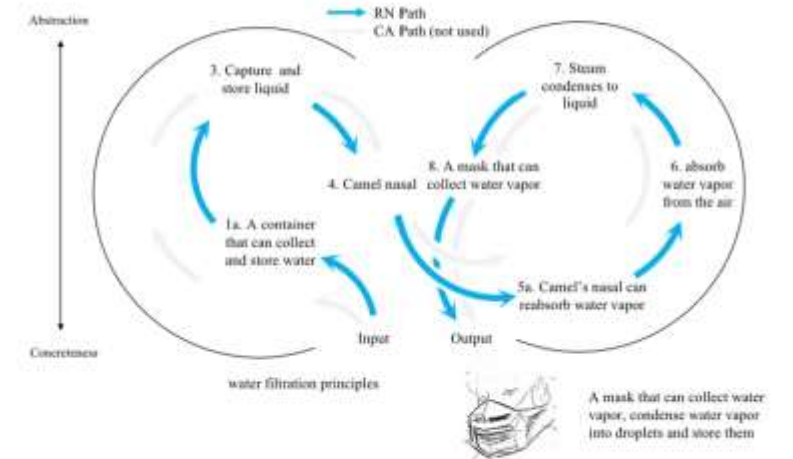 Abstraction
RN Path
CA Path (not used)
3. Capture and
store liquid
7. Steam
condenses to
liquid
4. Camel nasal
8. A mask that can
collect water vapor
6. absorb
water vapor
from the air
1a. A container
that can collect
and store water
5a. Camel's nasal can
reabsorb water vapor
Input
Output
Concreteness
water filtration principles
A mask that can collect water
vapor, condense water vapor
into droplets and store them